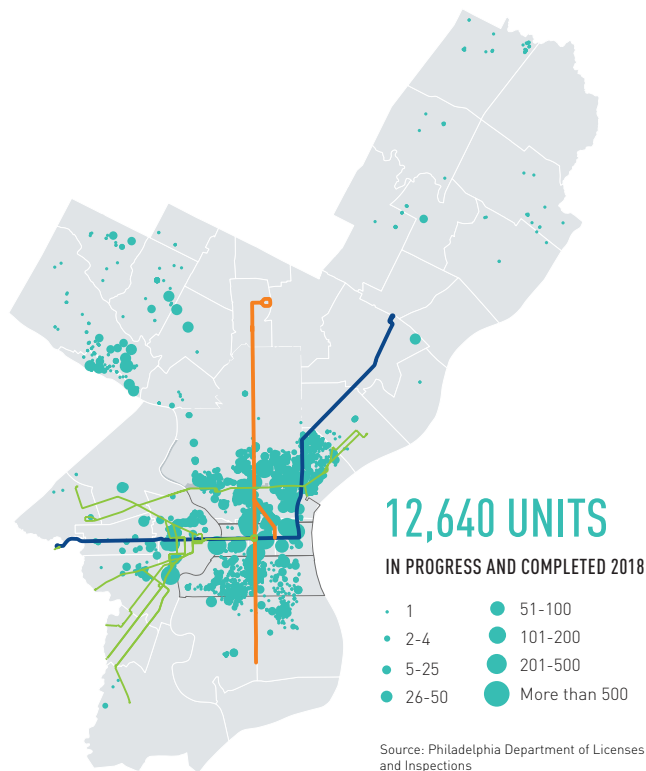 12,640 UNITS
IN PROGRESS AND COMPLETED 2018
1
2-4
5-25
26-50
51-100
101-200
201-500
More than 500
Source: Philadelphia Department of Licenses
and Inspections